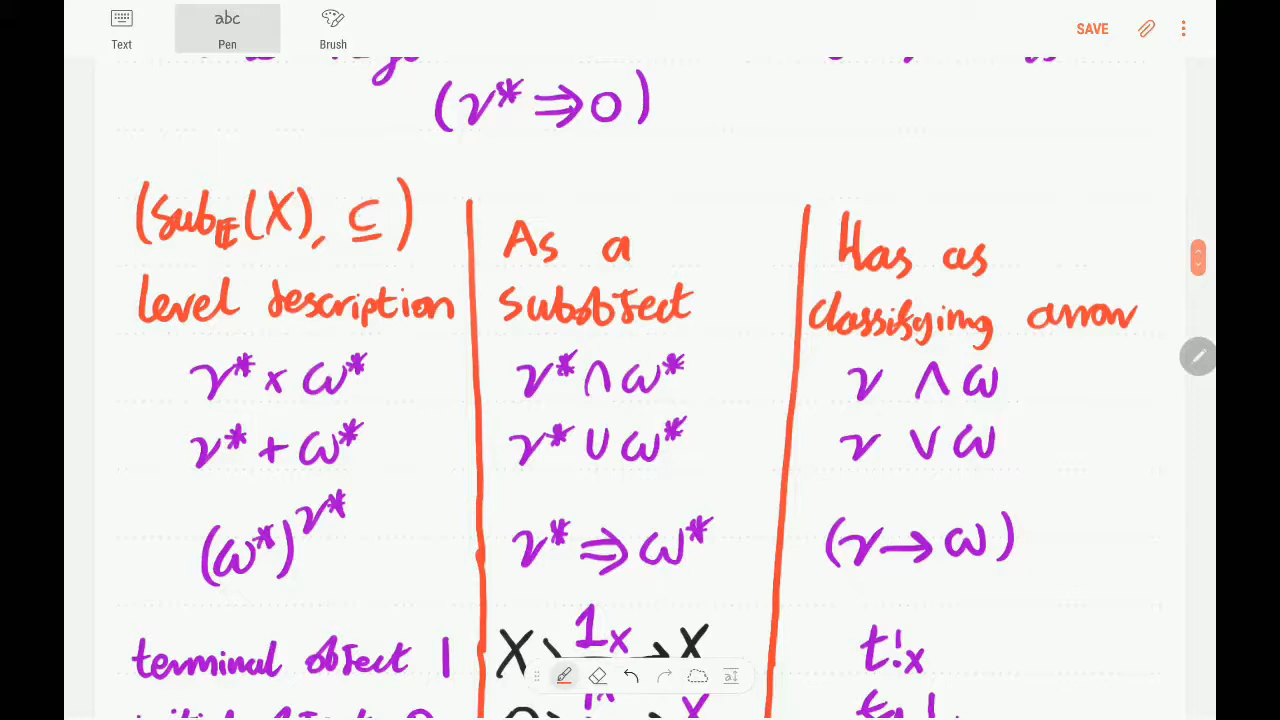 abc
Text Pen Brush SAVE
(γ* ⇒ 0)
(Sub_E(X), ⊆)
level description
As a
subobject
Has as
classifying arrow
γ* × ω* γ* ∩ ω* γ ∧ ω
γ* + ω* γ* ∪ ω* γ ∨ ω
(ω*)^γ* γ* ⇒ ω* (γ → ω)
terminal object 1 X 1_X X t!_X